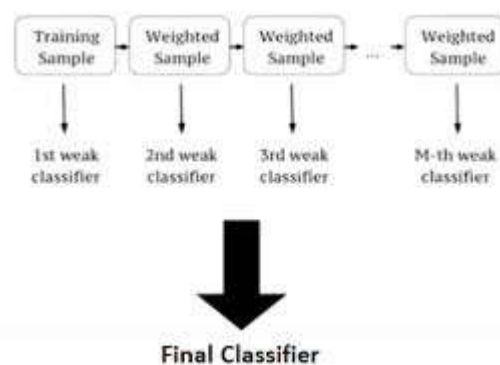 Training
Sample
Weighted
Sample
Weighted
Sample
...
Weighted
Sample
1st weak
classifier
2nd weak
classifier
3rd weak
classifier
M-th weak
classifier
Final Classifier